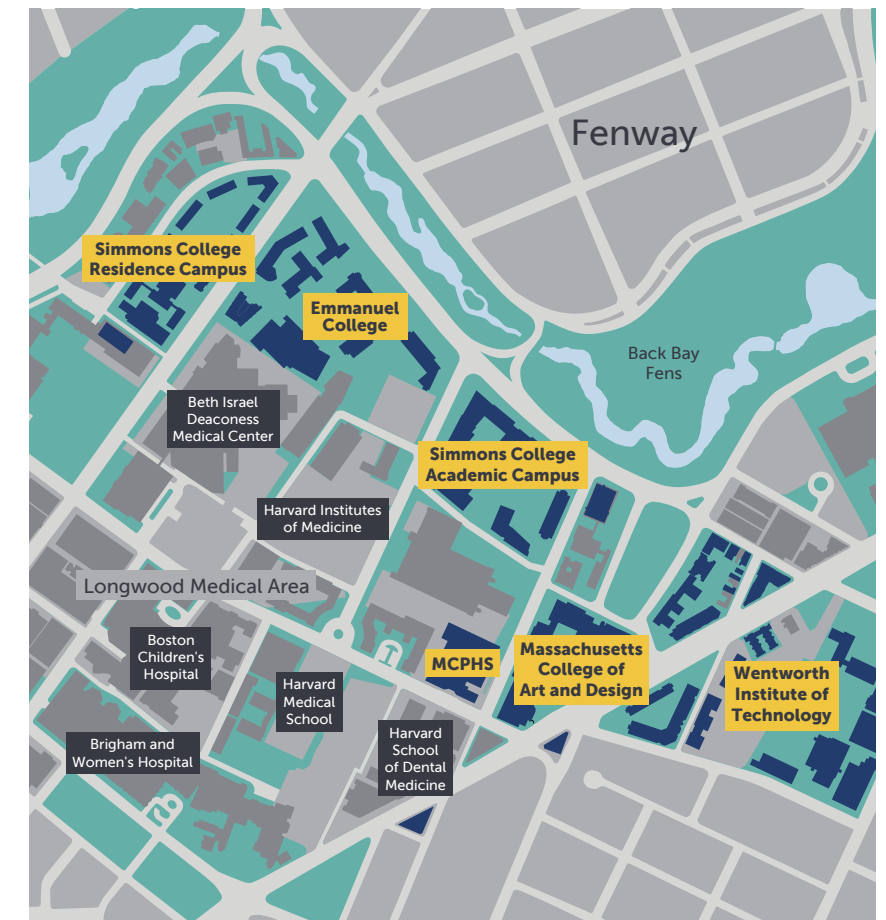 Fenway
Simmons College
Residence Campus
Emmanuel
College
Back Bay
Fens
Beth Israel
Deaconess
Medical Center
Simmons College
Academic Campus
Harvard Institutes
of Medicine
Longwood Medical Area
Boston
Children's
Hospital
MCPHS
Massachusetts
College of
Art and Design
Harvard
Medical
School
Wentworth
Institute of
Technology
Brigham and
Women's Hospital
Harvard
School
of Dental
Medicine